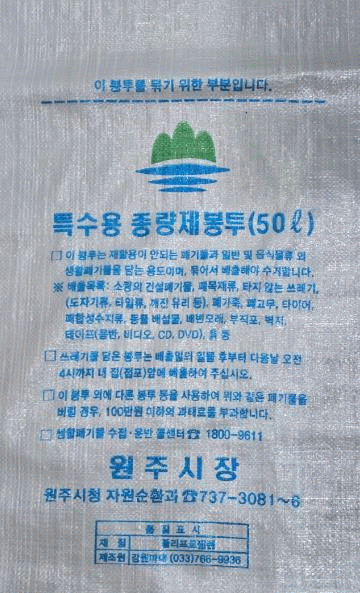 이 봉투를 묶기 위한 부분입니다.
특수용 종량제봉투(50ℓ)
□ 이 봉투는 재활용이 안되는 폐기물과 일반 및 음식물류 외
생활폐기물을 담는 용도이며, 묶어서 배출해야 수거합니다.
※ 배출목록: 소량의 건설폐기물, 폐목재류, 타지 않는 쓰레기,
(도자기류, 타일류, 깨진 유리 등), 폐가죽, 폐고무, 타이어,
폐합성수지류, 동물 배설물, 배변모래, 부직포, 벽지,
테이프(음반, 비디오, CD, DVD), 흙 등
□ 쓰레기를 담은 봉투는 배출일의 일몰 후부터 다음날 오전
4시까지 내 집(점포)앞에 배출하여 주십시오.
□ 이 봉투 외에 다른 봉투 등을 사용하여 위와 같은 폐기물을
버릴 경우, 100만원 이하의 과태료를 부과합니다.
□ 생활폐기물 수집·운반 콜센터 ☎ 1800-9611
원주시장
원주시청 자원순환과 ☎737-3081~6
품질표시
재 질 폴리프로필렌
제조원 강원마대 (033)766-9936